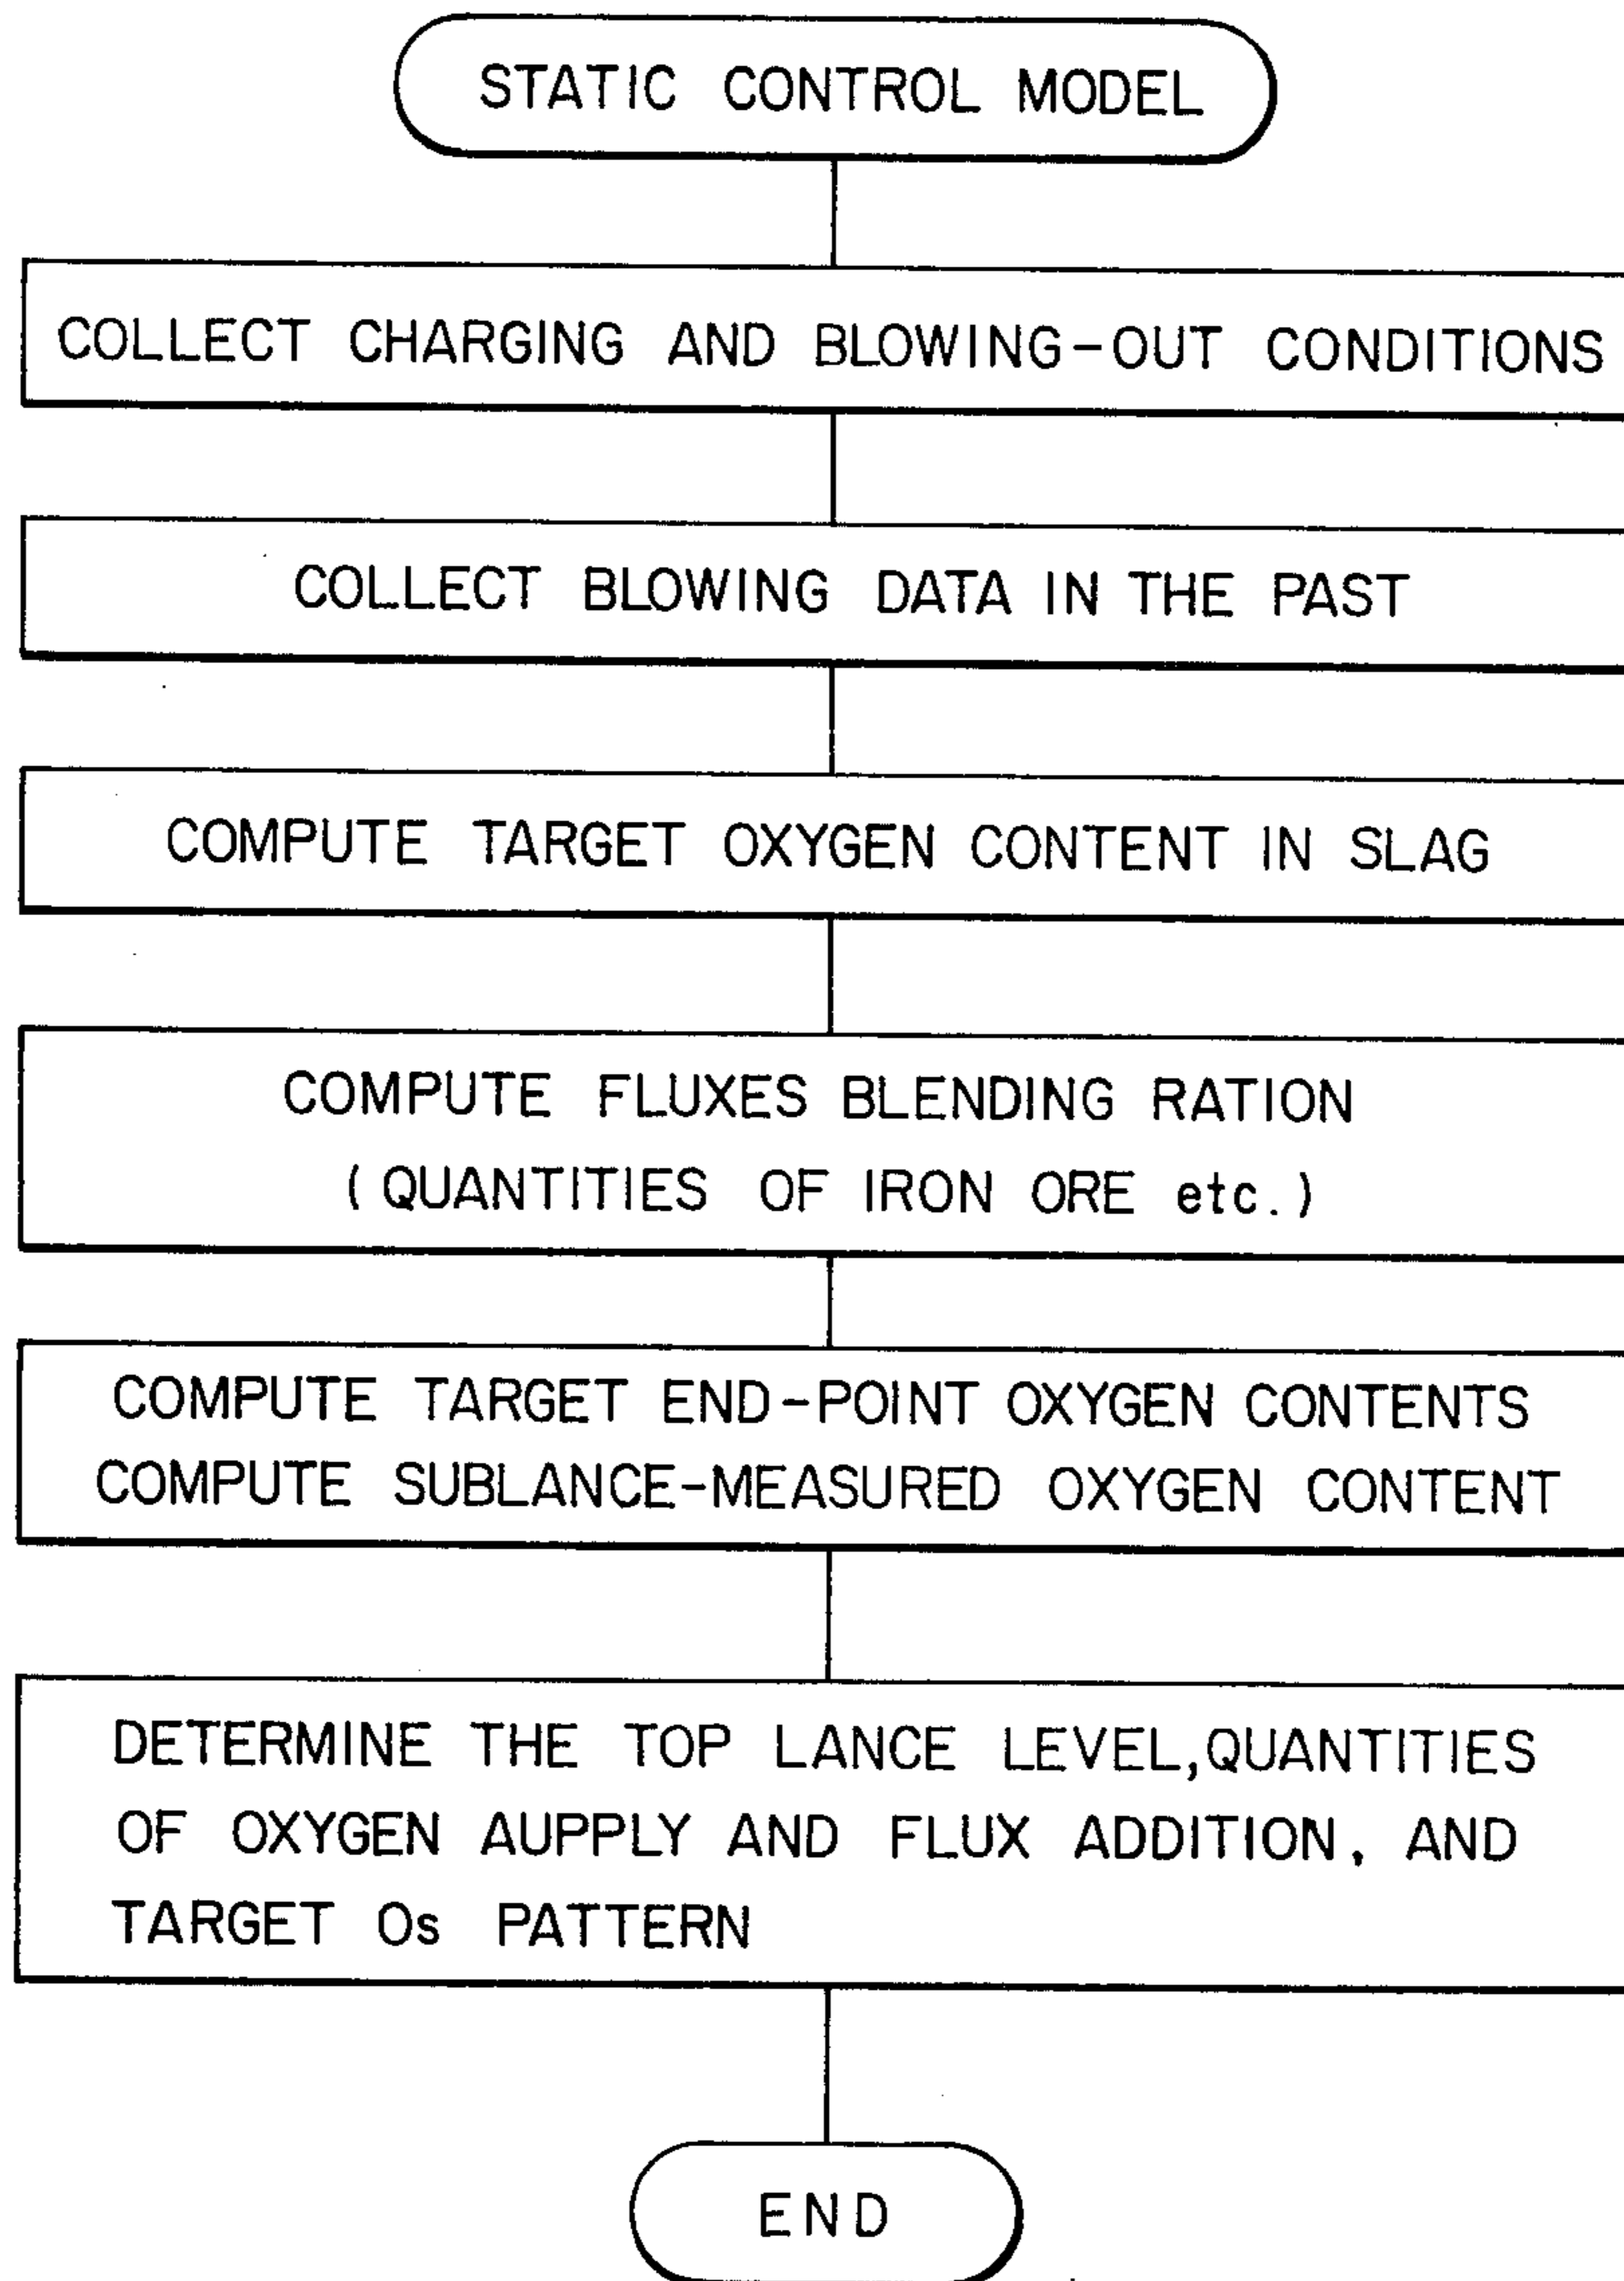 STATIC CONTROL MODEL
COLLECT CHARGING AND BLOWING-OUT CONDITIONS
COLLECT BLOWING DATA IN THE PAST
COMPUTE TARGET OXYGEN CONTENT IN SLAG
COMPUTE FLUXES BLENDING RATION
(QUANTITIES OF IRON ORE etc.)
COMPUTE TARGET END-POINT OXYGEN CONTENTS
COMPUTE SUBLANCE-MEASURED OXYGEN CONTENT
DETERMINE THE TOP LANCE LEVEL,QUANTITIES
OF OXYGEN AUPPLY AND FLUX ADDITION, AND
TARGET Os PATTERN
END